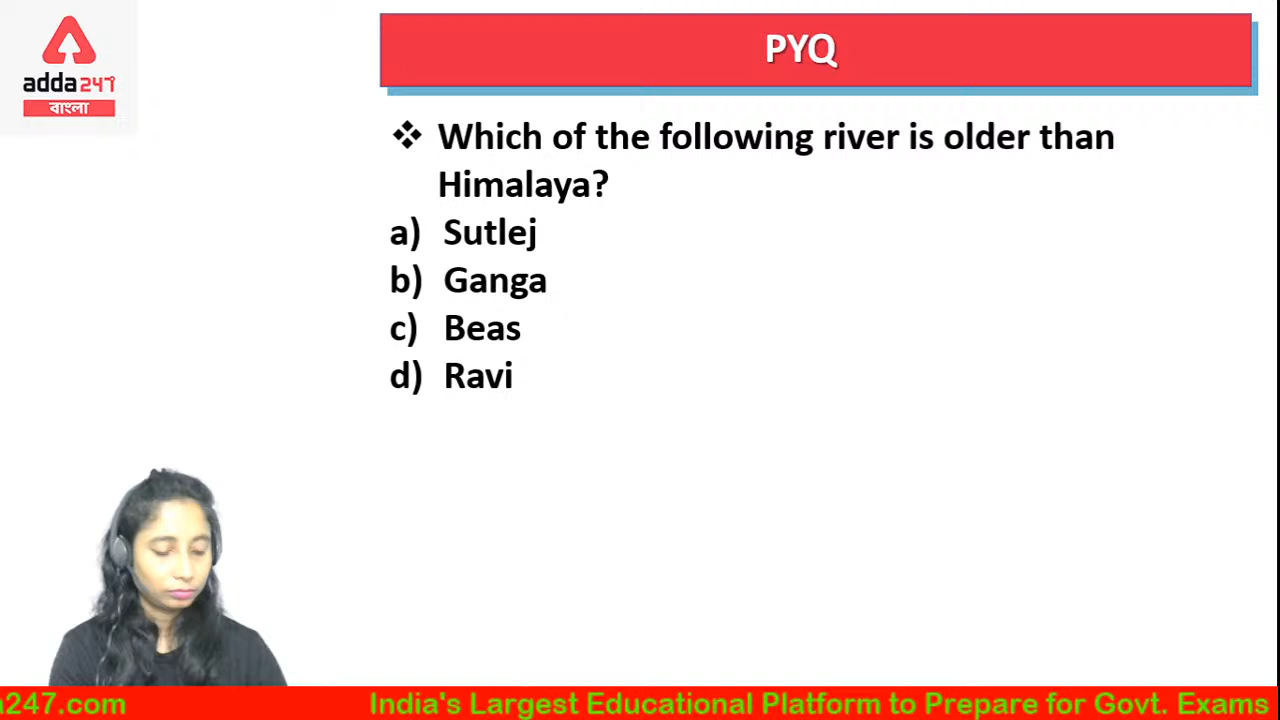 adda247
বাংলা
PYQ
❖ Which of the following river is older than
Himalaya?
a) Sutlej
b) Ganga
c) Beas
d) Ravi
a247.com India's Largest Educational Platform to Prepare for Govt. Exams